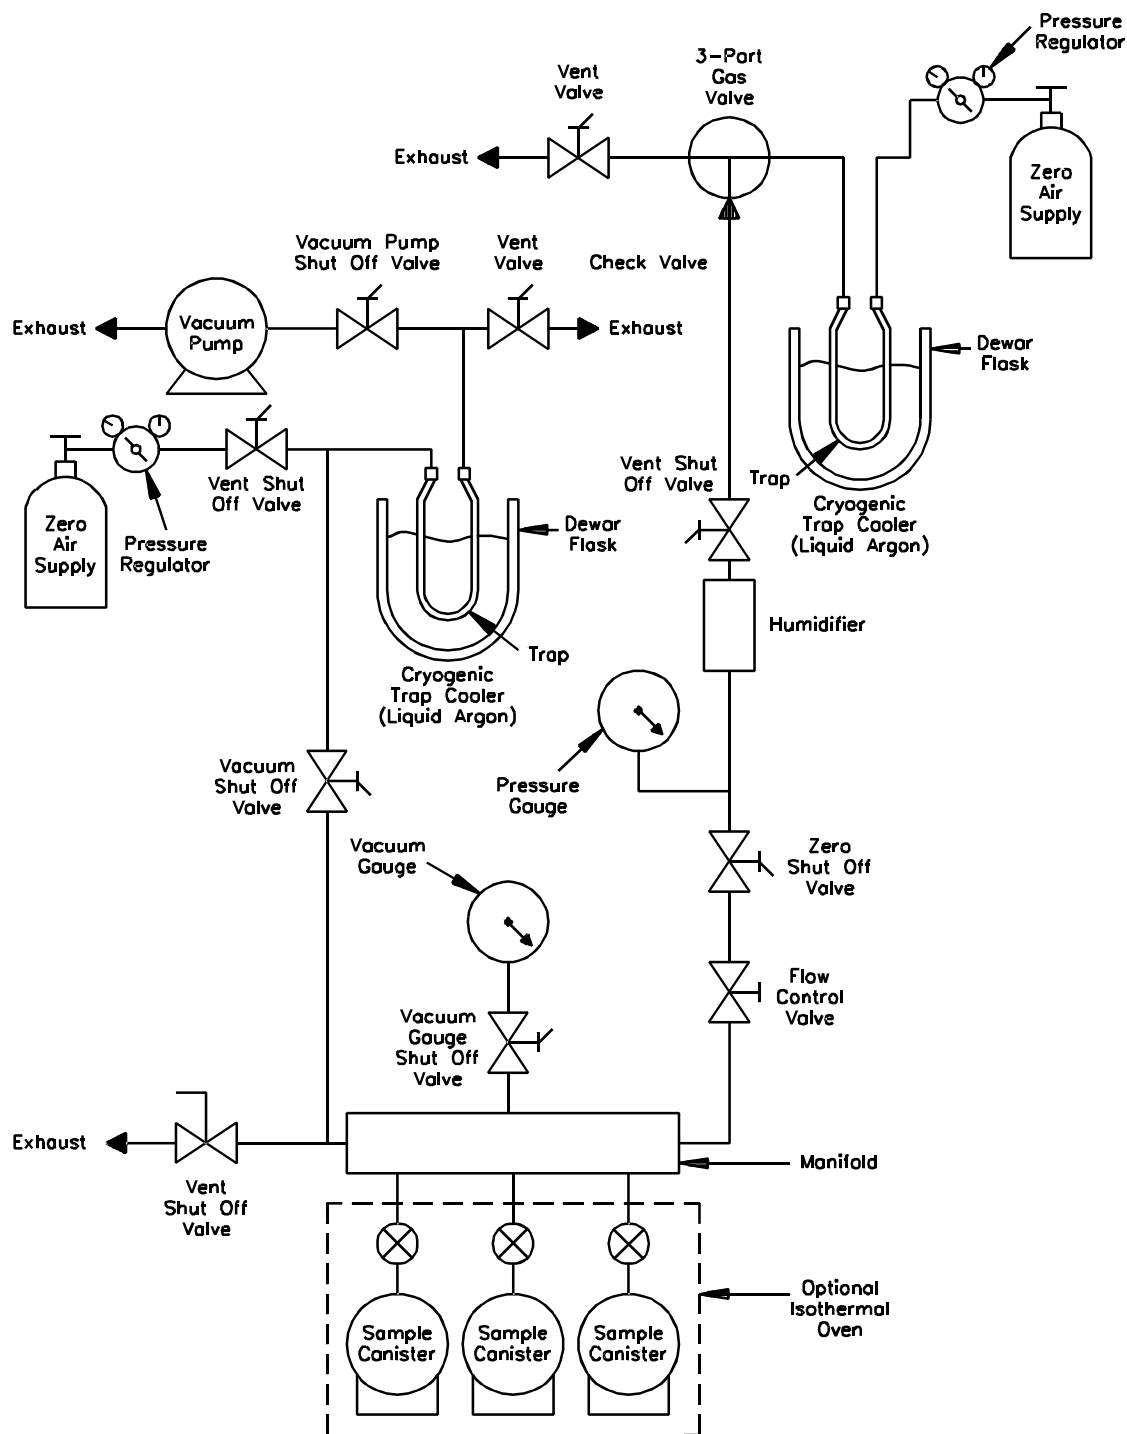 Pressure
Regulator
3-Part
Gas
Valve
Vent
Valve
Exhaust
Zero
Air
Supply
Vacuum Pump
Shut Off Valve
Vent
Valve
Check Valve
Exhaust
Vacuum
Pump
Exhaust
Dewar
Flask
Vent Shut
Off Valve
Trap
Cryogenic
Trap Cooler
(Liquid Argon)
Vent Shut
Off Valve
Zero
Air
Supply
Pressure
Regulator
Dewar
Flask
Humidifier
Trap
Cryogenic
Trap Cooler
(Liquid Argon)
Vacuum
Shut Off
Valve
Pressure
Gauge
Vacuum
Gauge
Zero
Shut Off
Valve
Flow
Control
Valve
Vacuum
Gauge
Shut Off
Valve
Exhaust
Manifold
Vent
Shut Off
Valve
Optional
Isothermal
Oven
Sample
Canister
Sample
Canister
Sample
Canister